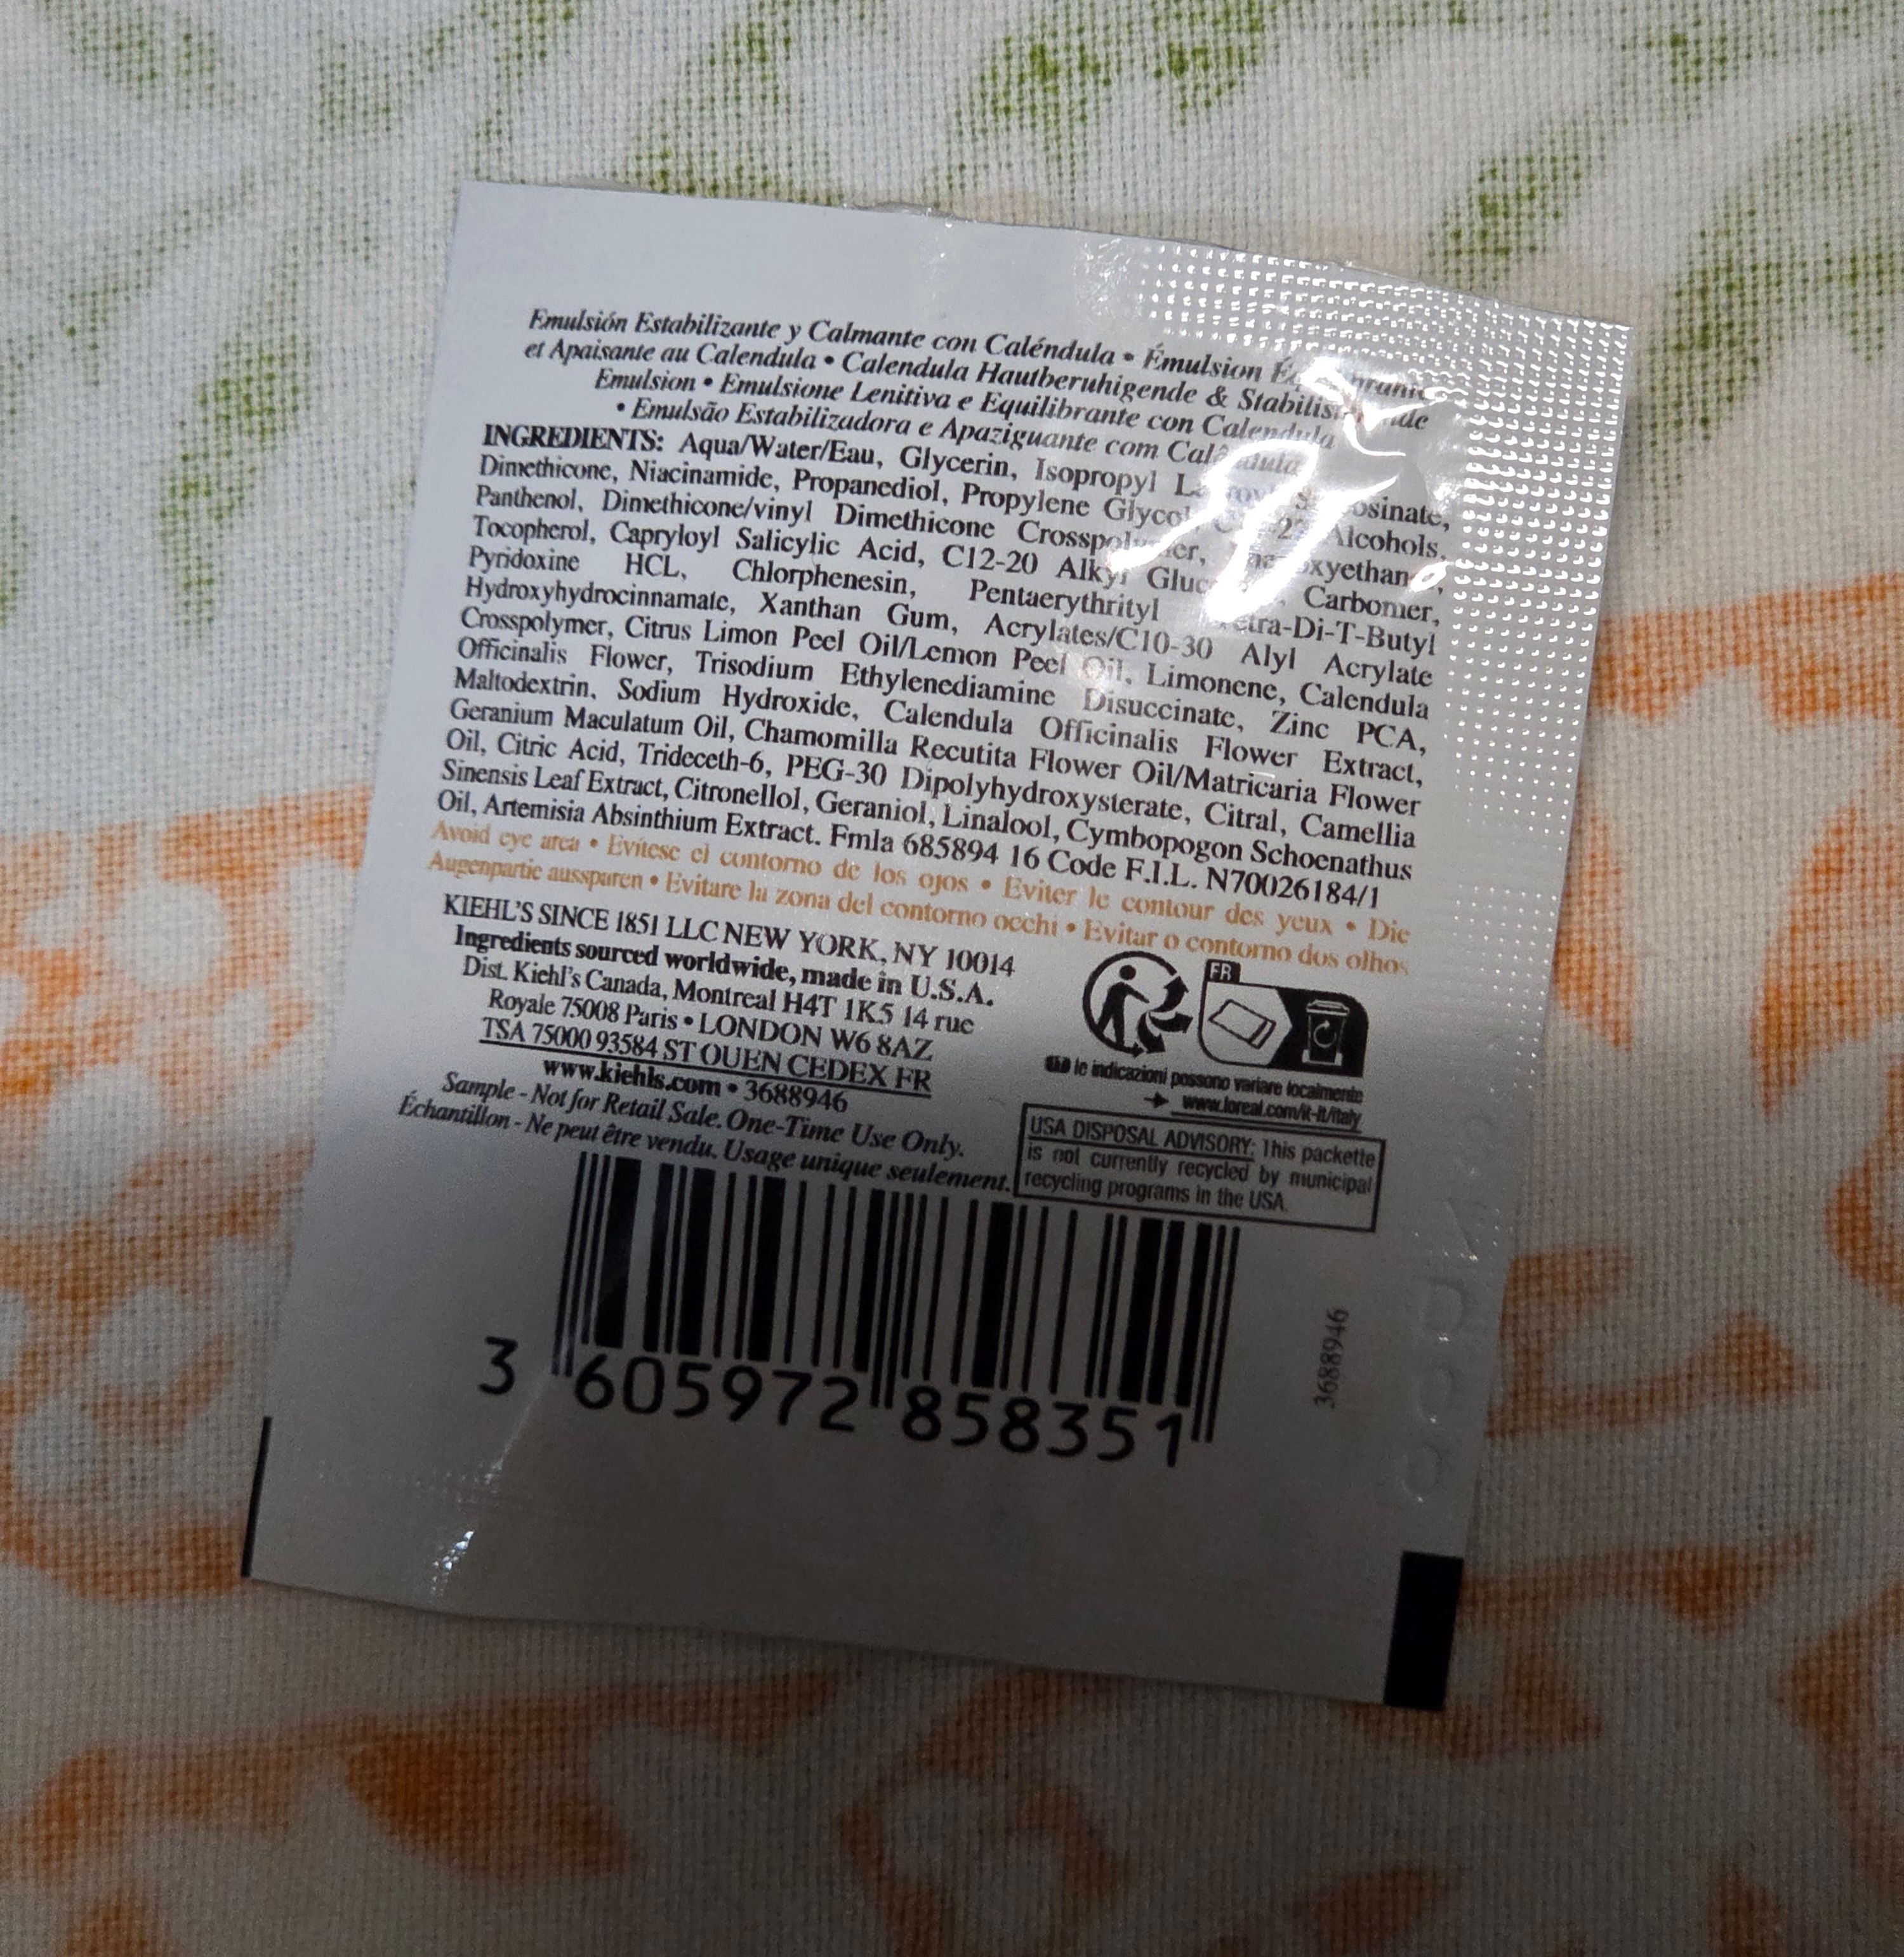 Emulsión Estabilizante y Calmante con Caléndula • Émulsion
et Apaisante au Calendula • Calendula Hautberuhigende &
Emulsion • Emulsione Lenitiva e Equilibrante con Calendula
• Emulsão Estabilizadora e Apaziguante com
INGREDIENTS: Aqua/Water/Eau, Glycerin, Isopropyl
Dimethicone, Niacinamide, Propanediol, Propylene Glycol, Alcohols,
Panthenol, Dimethicone/vinyl Dimethicone Crosspolymer,
Tocopherol, Capryloyl Salicylic Acid, C12-20 Alkyl Carbomer,
Pyridoxine HCL, Chlorphenesin, Pentaerythrityl Tetra-Di-T-Butyl
Hydroxyhydrocinnamate, Xanthan Gum, Acrylates/C10-30 Alyl Acrylate
Crosspolymer, Citrus Limon Peel Oil/Lemon Peel Oil, Limonene, Calendula
Officinalis Flower, Trisodium Ethylenediamine Disuccinate, Zinc PCA,
Maltodextrin, Sodium Hydroxide, Calendula Officinalis Flower Extract,
Geranium Maculatum Oil, Chamomilla Recutita Flower Oil/Matricaria Flower
Oil, Citric Acid, Trideceth-6, PEG-30 Dipolyhydroxysterate, Citral, Camellia
Sinensis Leaf Extract, Citronellol, Geraniol, Linalool, Cymbopogon Schoenathus
Oil, Artemisia Absinthium Extract. Fmla 685894 16 Code F.I.L. N70026184/1
Avoid eye area • Evítese el contorno de los ojos • Eviter le contour des yeux • Die
Augenpartie aussparen • Evitare la zona del contorno occhi • Evitar o contorno dos olhos
KIEHL'S SINCE 1851 LLC NEW YORK, NY 10014
Ingredients sourced worldwide, made in U.S.A.
Dist. Kiehl's Canada, Montreal H4T 1K5 14 rue
Royale 75008 Paris • LONDON W6 8AZ
TSA 75000 93584 ST OUEN CEDEX FR
www.kiehls.com • 3688946
Sample - Not for Retail Sale. One-Time Use Only.
Échantillon - Ne peut être vendu. Usage unique seulement.
FR
le indicazioni possono variare localmente
www.loreal.com/it-it/italy
USA DISPOSAL ADVISORY: This packette
is not currently recycled by municipal
recycling programs in the USA.
3 605972 858351
3688946